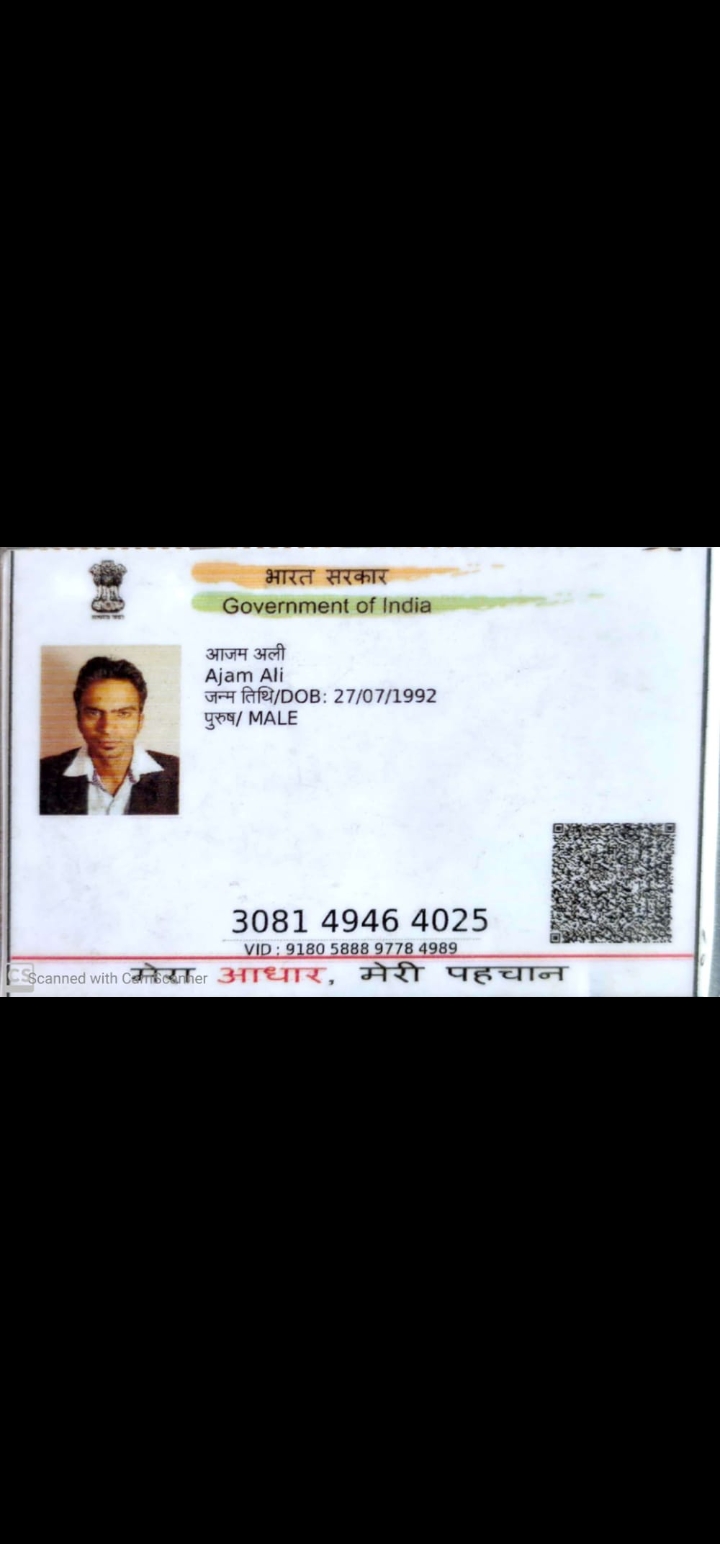 भारत सरकार
Government of India
आजम अली
Ajam Ali
जन्म तिथि/DOB: 27/07/1992
पुरुष/ MALE
3081 4946 4025
VID : 9180 5888 9778 4989
मेरा आधार, मेरी पहचान
CS Scanned with CamScanner